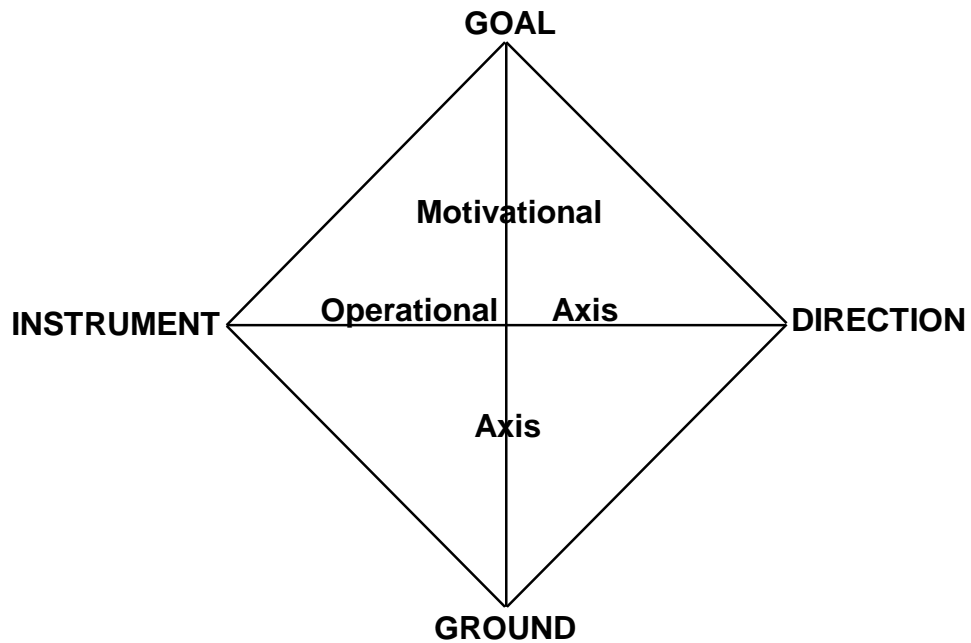 GOAL
Motivational
Operational Axis
INSTRUMENT
DIRECTION
Axis
GROUND